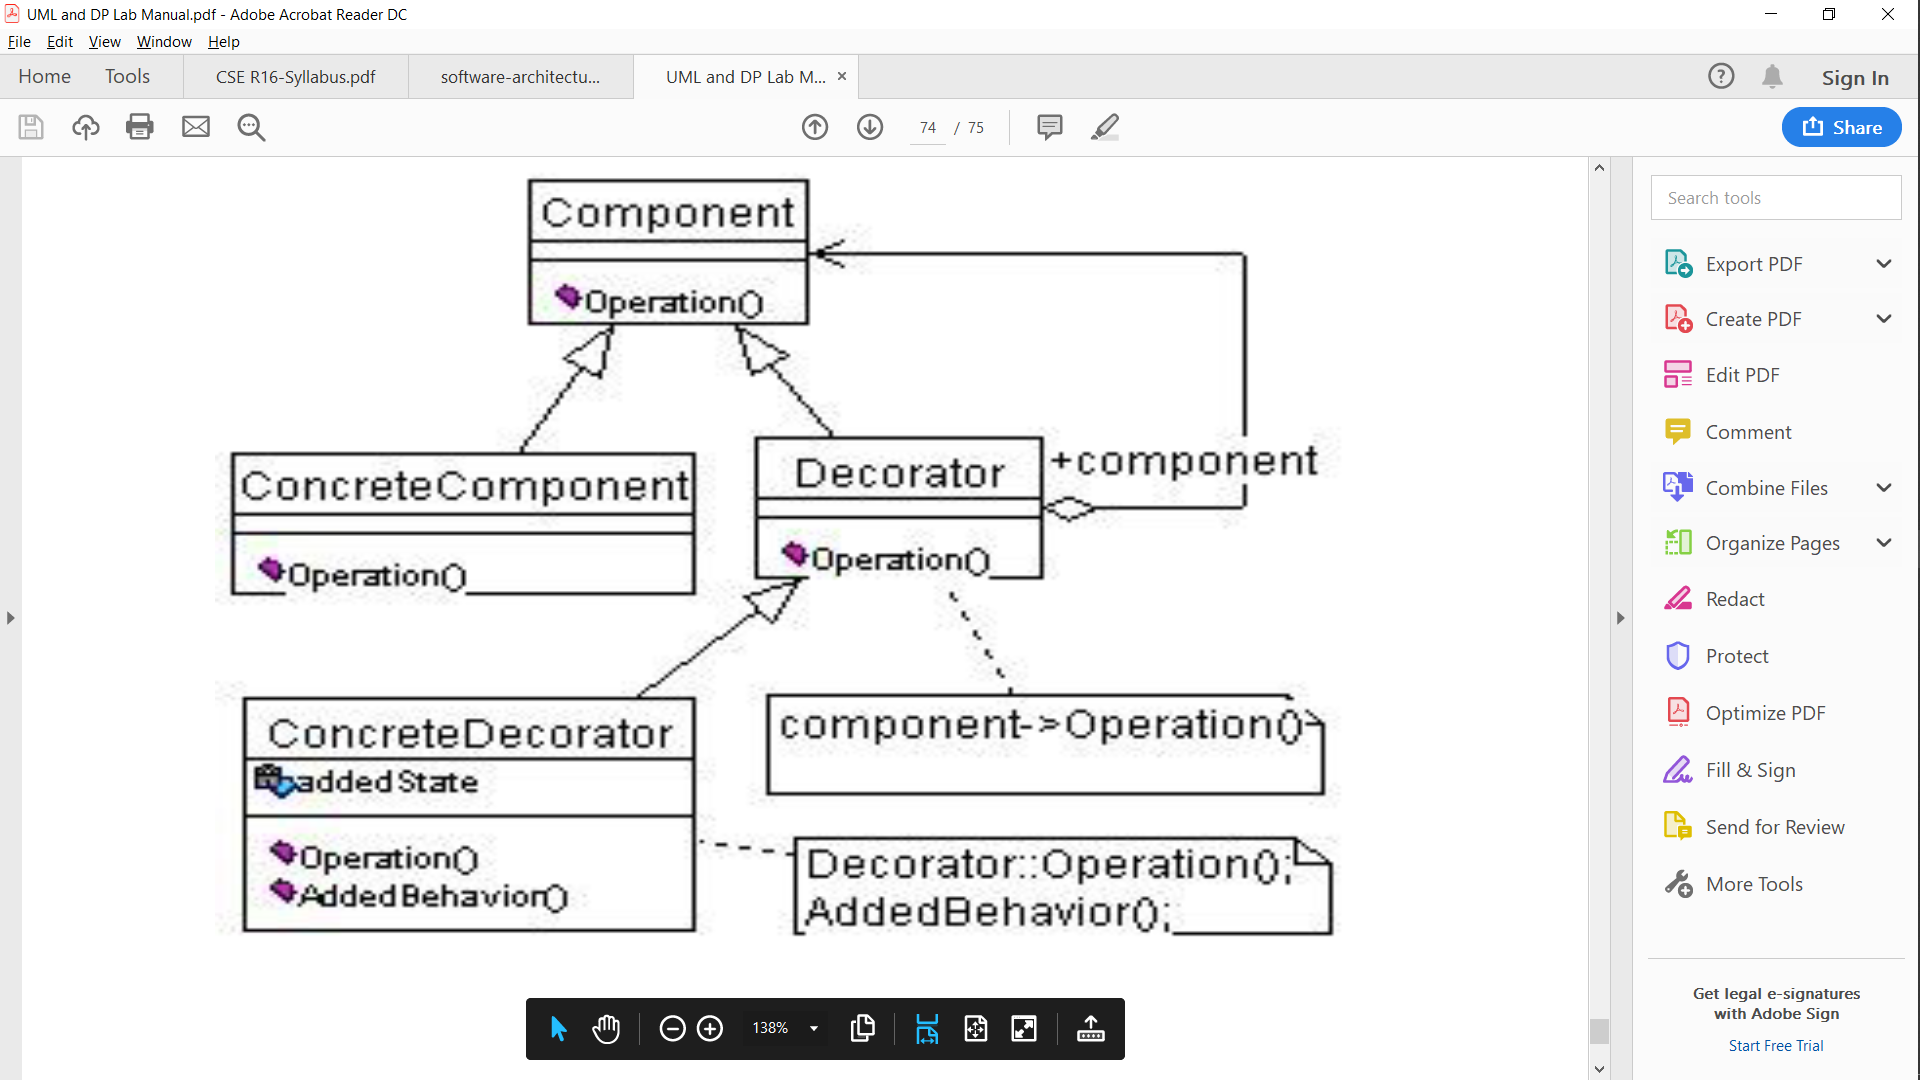 UML and DP Lab Manual.pdf - Adobe Acrobat Reader DC
File Edit View Window Help
Home Tools CSE R16-Syllabus.pdf software-architectu... UML and DP Lab M... ×
Sign In
74 / 75
Share
Component
Operation()
ConcreteComponent
Operation()
Decorator
Operation()
+component
ConcreteDecorator
addedState
Operation()
AddedBehavior()
component->Operation()
Decorator::Operation();
AddedBehavior();
138%
Search tools
Export PDF
Create PDF
Edit PDF
Comment
Combine Files
Organize Pages
Redact
Protect
Optimize PDF
Fill & Sign
Send for Review
More Tools
Get legal e-signatures
with Adobe Sign
Start Free Trial